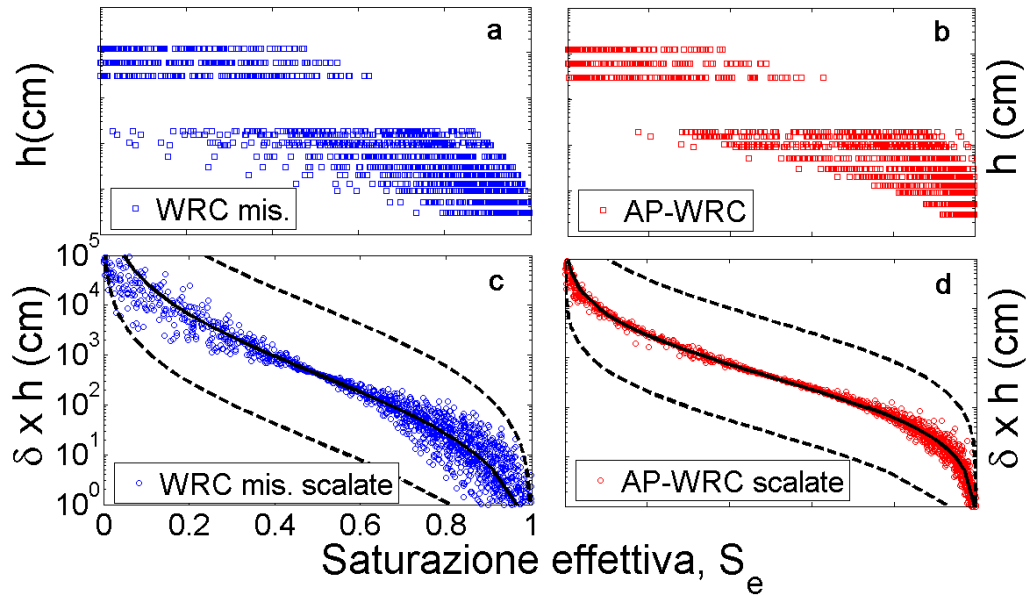 a
b
h(cm)
h (cm)
WRC mis.
AP-WRC
10^5
10^4
10^3
10^2
10^1
10^0
c
d
δ x h (cm)
δ x h (cm)
WRC mis. scalate
AP-WRC scalate
0 0.2 0.4 0.6 0.8 1
Saturazione effettiva, S_e